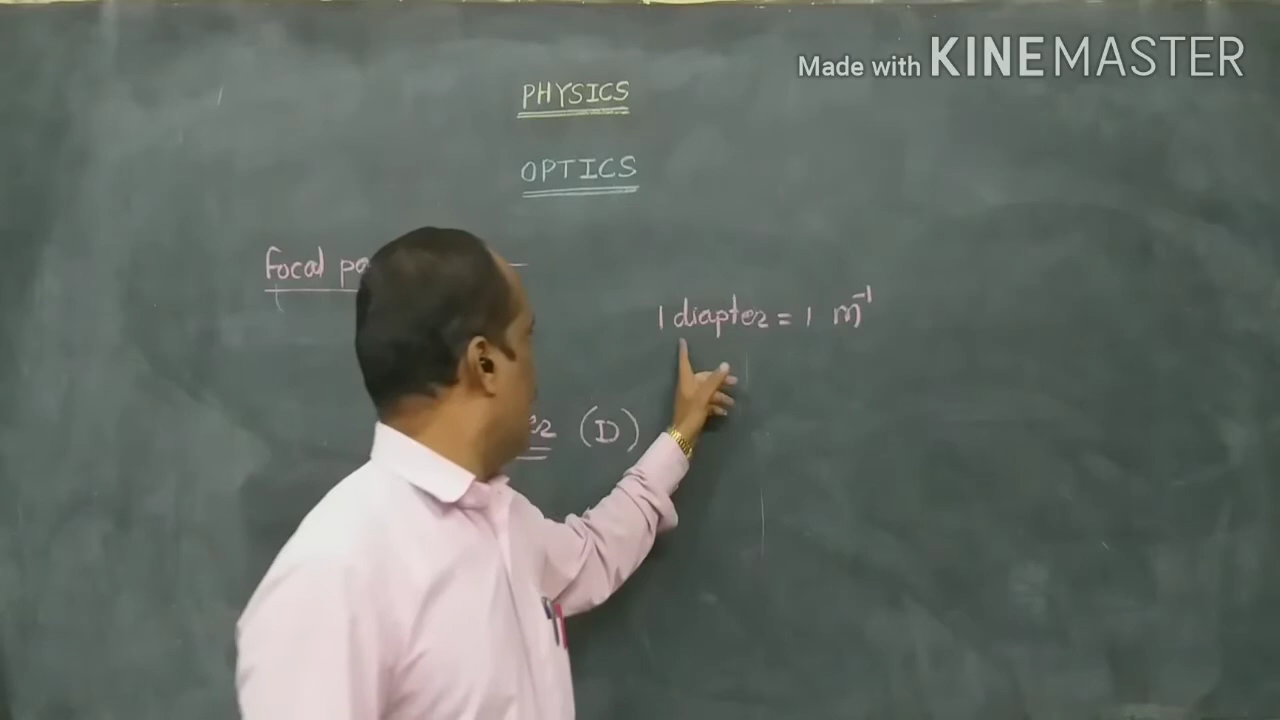 Made with KINEMASTER
PHYSICS
OPTICS
focal
1 diapter = 1 m⁻¹
(D)